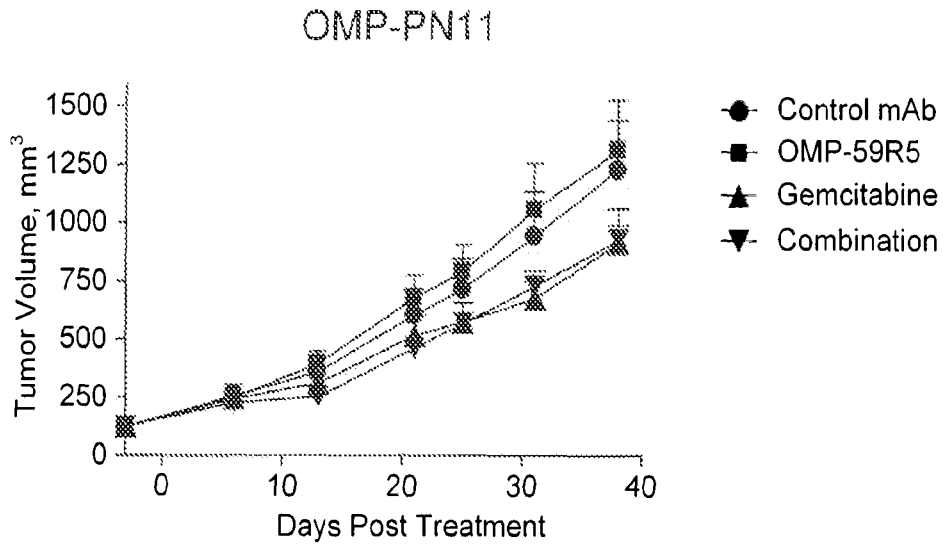 OMP-PN11
1500
1250
1000
750
500
250
0
Tumor Volume, mm³
0 10 20 30 40
Days Post Treatment
Control mAb
OMP-59R5
Gemcitabine
Combination